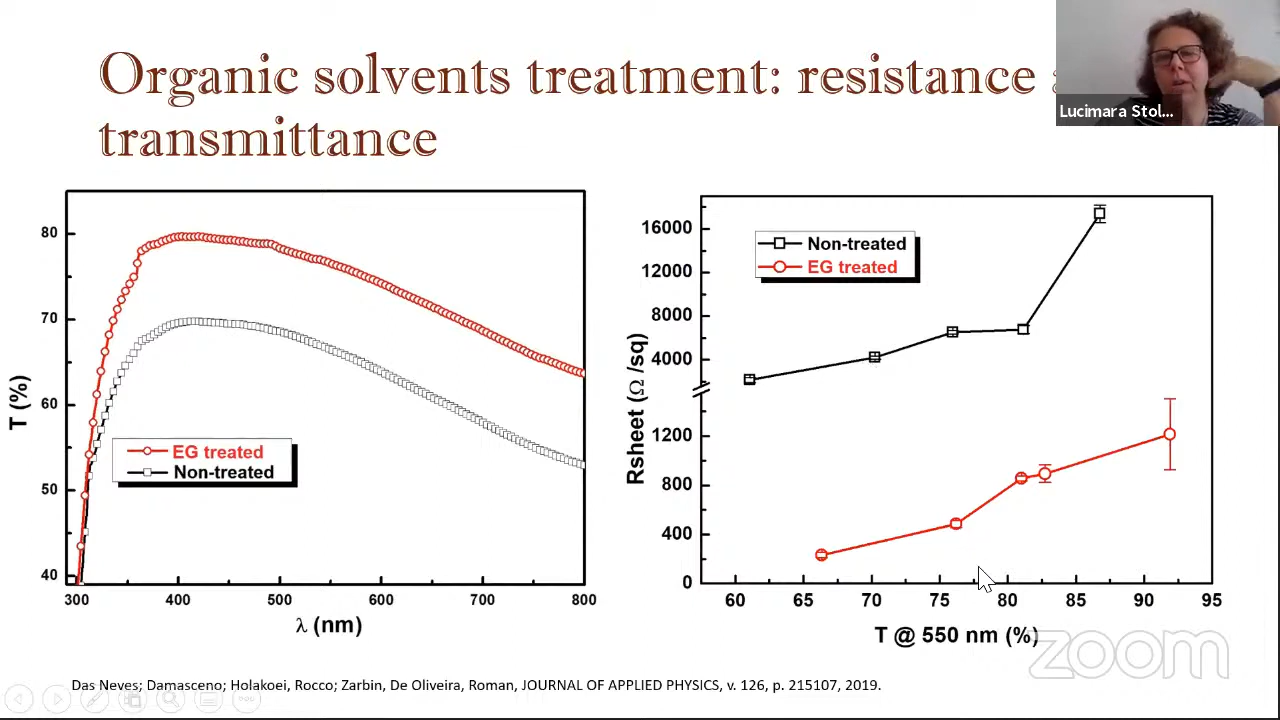 Organic solvents treatment: resistance
transmittance
Lucimara Stol...
80
70
60
50
40
T (%)
EG treated
Non-treated
300 400 500 600 700 800
λ (nm)
16000
12000
8000
4000
1200
800
400
0
Rsheet (Ω /sq)
Non-treated
EG treated
60 65 70 75 80 85 90 95
T @ 550 nm (%)
zoom
Das Neves; Damasceno; Holakoei, Rocco; Zarbin, De Oliveira, Roman, JOURNAL OF APPLIED PHYSICS, v. 126, p. 215107, 2019.